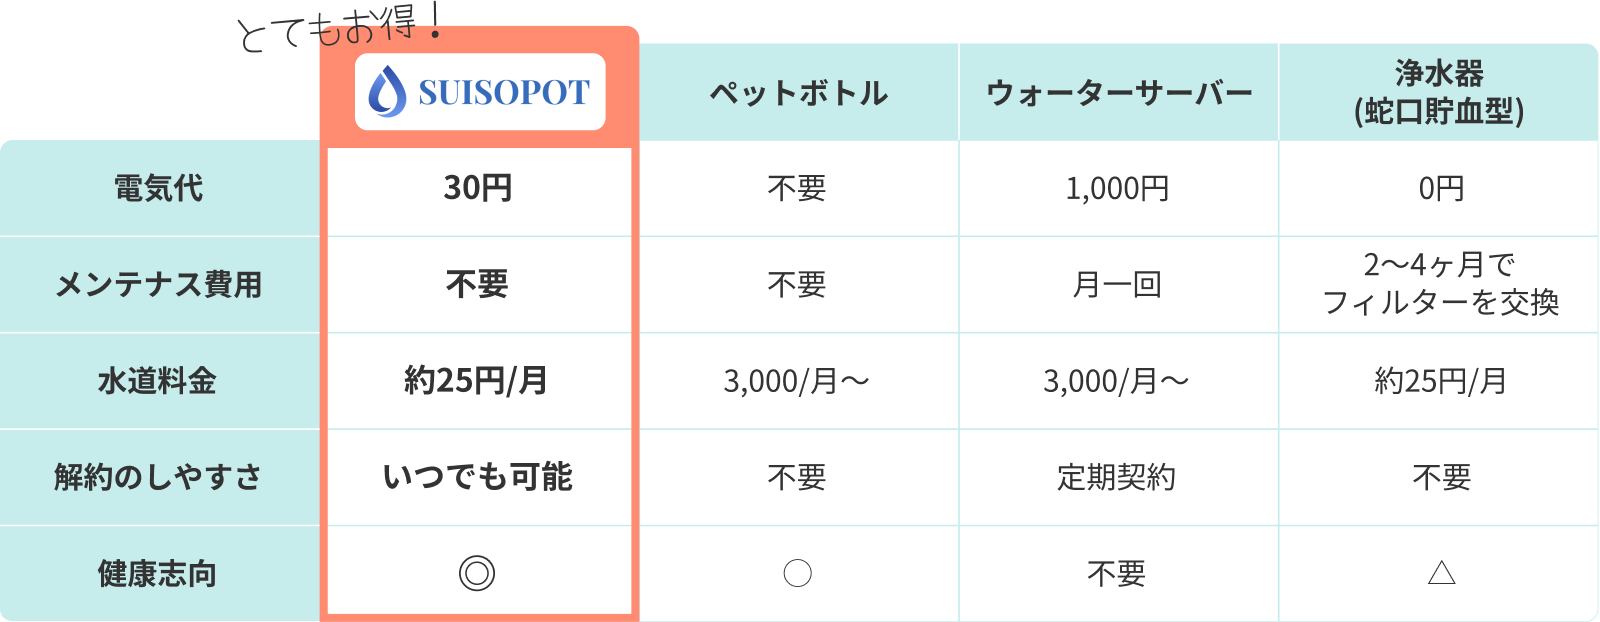 とてもお得！
SUISOPOT
ペットボトル
ウォーターサーバー
浄水器
(蛇口貯血型)
電気代
30円
不要
1,000円
0円
メンテナス費用
不要
不要
月一回
2〜4ヶ月で
フィルターを交換
水道料金
約25円/月
3,000/月〜
3,000/月〜
約25円/月
解約のしやすさ
いつでも可能
不要
定期契約
不要
健康志向
◎
○
不要
△